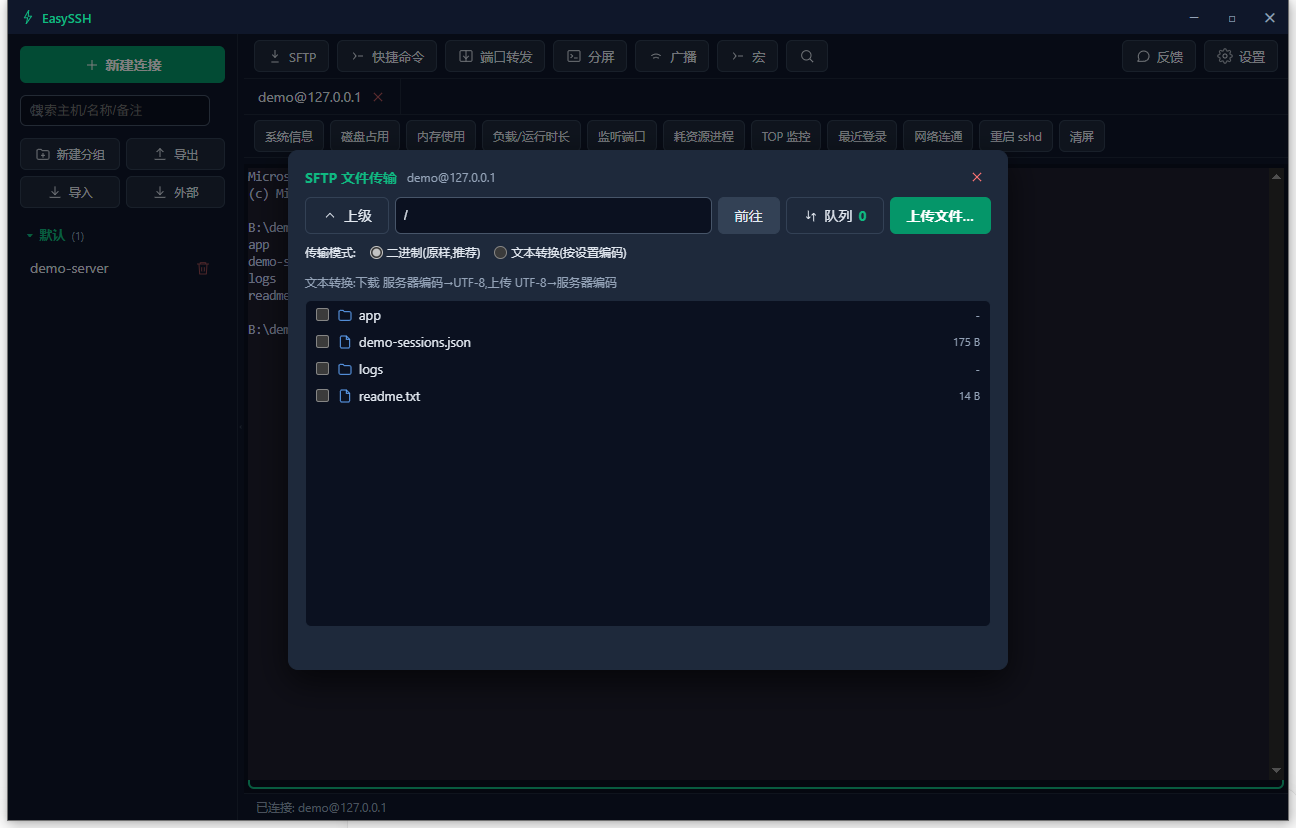 EasySSH
新建连接
搜索主机/名称/备注
新建分组
导出
导入
外部
默认 (1)
demo-server
SFTP
快捷命令
端口转发
分屏
广播
宏
反馈
设置
demo@127.0.0.1
系统信息
磁盘占用
内存使用
负载/运行时长
监听端口
耗资源进程
TOP 监控
最近登录
网络连通
重启 sshd
清屏
Micros
(c) Mi
B:\dem
app
demo-s
logs
readme
B:\dem
SFTP 文件传输 demo@127.0.0.1
上级
/
前往
队列 0
上传文件...
传输模式: 二进制(原样,推荐) 文本转换(按设置编码)
文本转换:下载 服务器编码→UTF-8,上传 UTF-8→服务器编码
app -
demo-sessions.json 175 B
logs -
readme.txt 14 B
已连接: demo@127.0.0.1